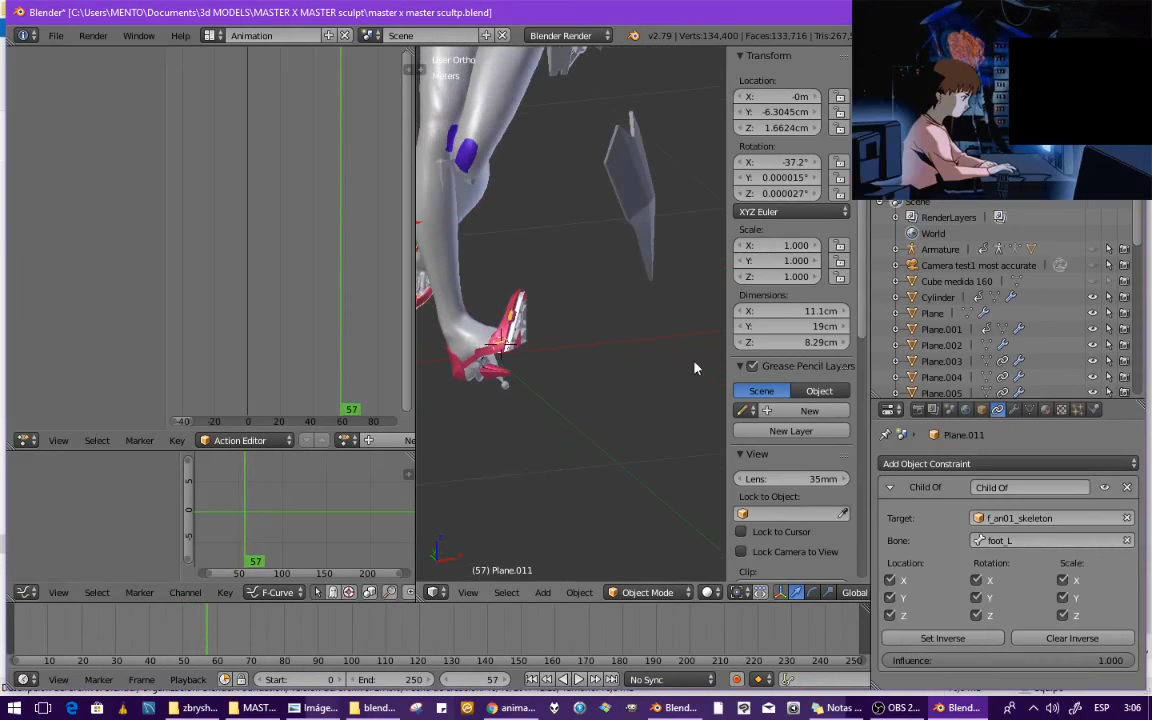 Blender* [C:\Users\MENTO\Documents\3d MODELS\MASTER X MASTER sculpt\master x master scultp.blend]
File Render Window Help Animation Scene Blender Render v2.79 | Verts:134,400 | Faces:133,716 | Tris:267,5
User Ortho
Meters
Transform
Location:
X: -0m
Y: -6.3045m
Z: 1.6624cm
Rotation:
X: -37.2°
Y: 0.000015°
Z: 0.000027°
XYZ Euler
Scale:
X: 1.000
Y: 1.000
Z: 1.000
Dimensions:
X: 11.1cm
Y: 19cm
Z: 8.29cm
Grease Pencil Layers
Scene Object
New
New Layer
View
Lens: 35mm
Lock to Object:
Lock to Cursor
Lock Camera to View
Clip:
Scene
RenderLayers
World
Armature
Camera test1 most accurate
Cube medida 160
Cylinder
Plane
Plane.001
Plane.002
Plane.003
Plane.004
Plane.005
Plane.011
Add Object Constraint
Child Of Child Of
Target: f_an01_skeleton
Bone: foot_L
Location: Rotation: Scale:
X X X
Y Y Y
Z Z Z
Set Inverse Clear Inverse
Influence: 1.000
57
-40 -20 0 20 40 60 80
View Select Marker Key Action Editor Ne
5
0
-5
57
50 100 150 200
View Select Marker Channel Key F-Curve
(57) Plane.011
View Select Add Object Object Mode Global
10 20 30 40 50 60 70 80 90 100 110 120 130 140 150 160 170 180 190 200 210 220 230 240 250
View Marker Frame Playback Start: 0 End: 250 57 No Sync
zbrysh... MAST... Imáge... blend... anima... Blend... Notas ... OBS 2... Blend... ESP 3:06